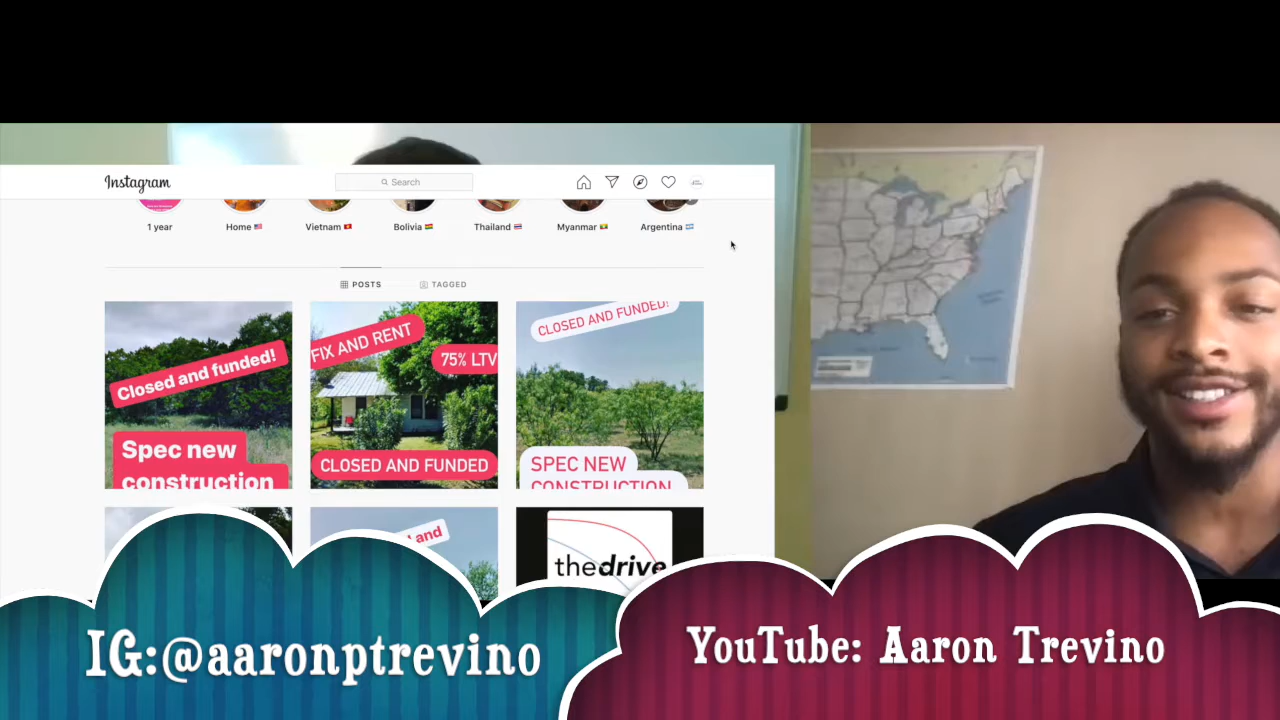 Instagram
Search
1 year
Home
Vietnam
Bolivia
Thailand
Myanmar
Argentina
POSTS
TAGGED
Closed and funded!
Spec new
construction
FIX AND RENT
75% LTV
CLOSED AND FUNDED
CLOSED AND FUNDED!
SPEC NEW
CONSTRUCTION
and
thedrive
IG:@aaronptrevino
YouTube: Aaron Trevino